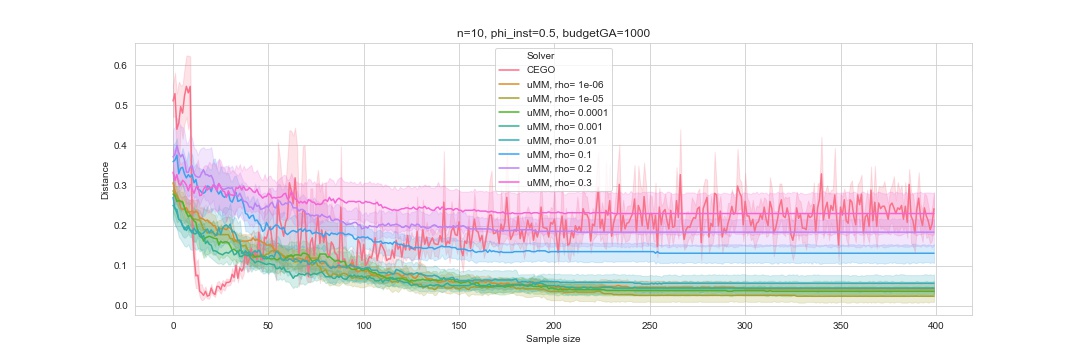 n=10, phi_inst=0.5, budgetGA=1000
Solver
CEGO
uMM, rho= 1e-06
uMM, rho= 1e-05
uMM, rho= 0.0001
uMM, rho= 0.001
uMM, rho= 0.01
uMM, rho= 0.1
uMM, rho= 0.2
uMM, rho= 0.3
Distance
0.6
0.5
0.4
0.3
0.2
0.1
0.0
0 50 100 150 200 250 300 350 400
Sample size